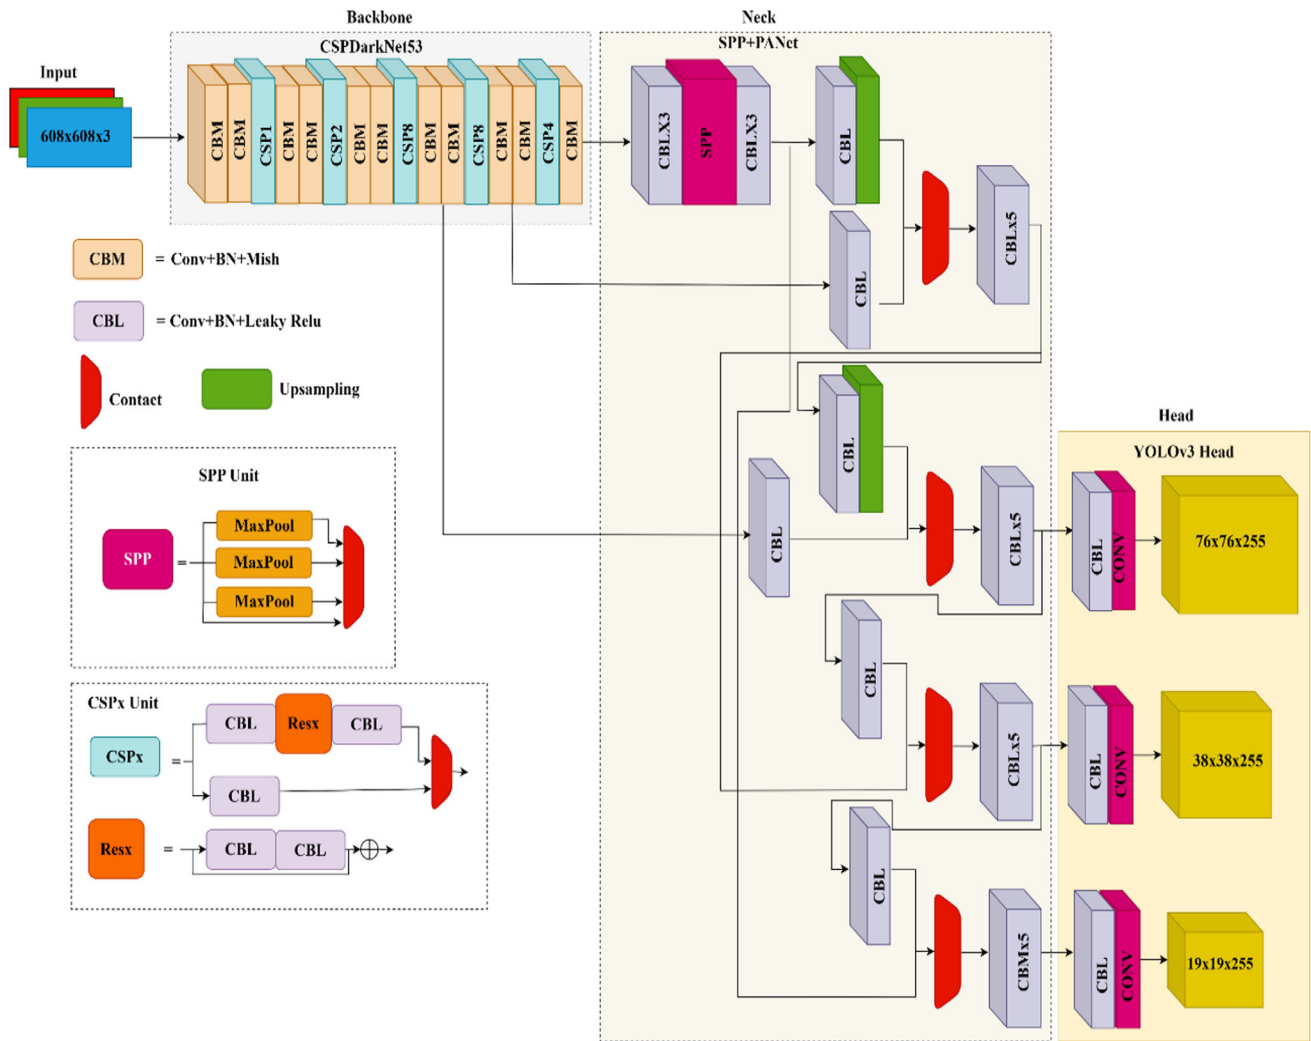 Backbone
CSPDarkNet53
Input
608x608x3
CBM
CBM
CSP1
CBM
CBM
CSP2
CBM
CBM
CSP8
CBM
CBM
CSP8
CBM
CBM
CSP4
CBM
CBM
= Conv+BN+Mish
CBL
= Conv+BN+Leaky Relu
Contact
Upsampling
SPP Unit
SPP
=
MaxPool
MaxPool
MaxPool
CSPx Unit
CSPx
=
CBL
Resx
CBL
CBL
Resx
=
CBL
CBL
Neck
SPP+PANct
CBLX3
SPP
CBLX3
CBL
CBL
CBLx5
CBL
CBL
CBLx5
CBL
CBLx5
CBL
CBMx5
Head
YOLOv3 Head
CBL
CONV
76x76x255
CBL
CONV
38x38x255
CBL
CONV
19x19x255